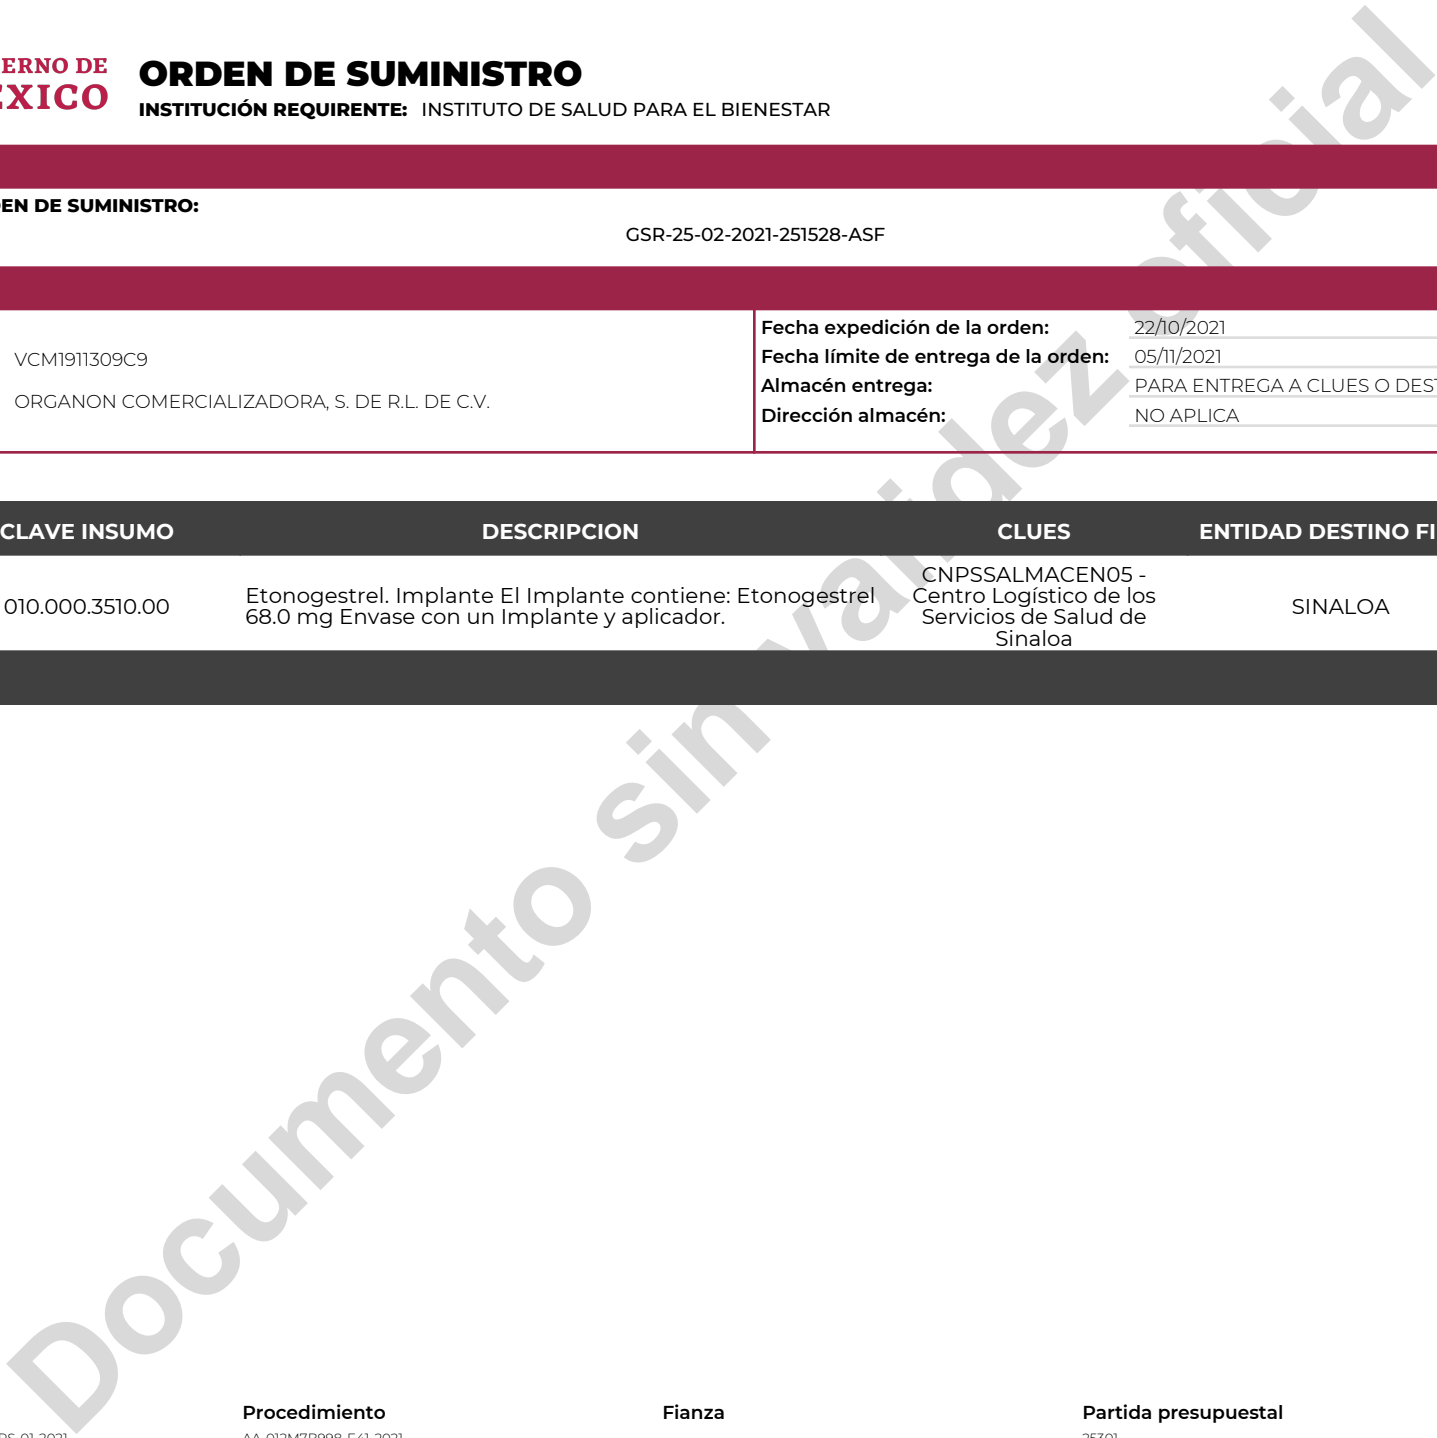 ERNO DE
ÉXICO
ORDEN DE SUMINISTRO
INSTITUCIÓN REQUIRENTE: INSTITUTO DE SALUD PARA EL BIENESTAR
DEN DE SUMINISTRO:
GSR-25-02-2021-251528-ASF
VCM1911309C9
ORGANON COMERCIALIZADORA, S. DE R.L. DE C.V.
Fecha expedición de la orden: 22/10/2021
Fecha límite de entrega de la orden: 05/11/2021
Almacén entrega: PARA ENTREGA A CLUES O DEST
Dirección almacén: NO APLICA
CLAVE INSUMO DESCRIPCION CLUES ENTIDAD DESTINO FI
010.000.3510.00
Etonogestrel. Implante El Implante contiene: Etonogestrel
68.0 mg Envase con un Implante y aplicador.
CNPSSALMACEN05 -
Centro Logístico de los
Servicios de Salud de
Sinaloa
SINALOA
Documento sin validez oficial
Procedimiento Fianza Partida presupuestal